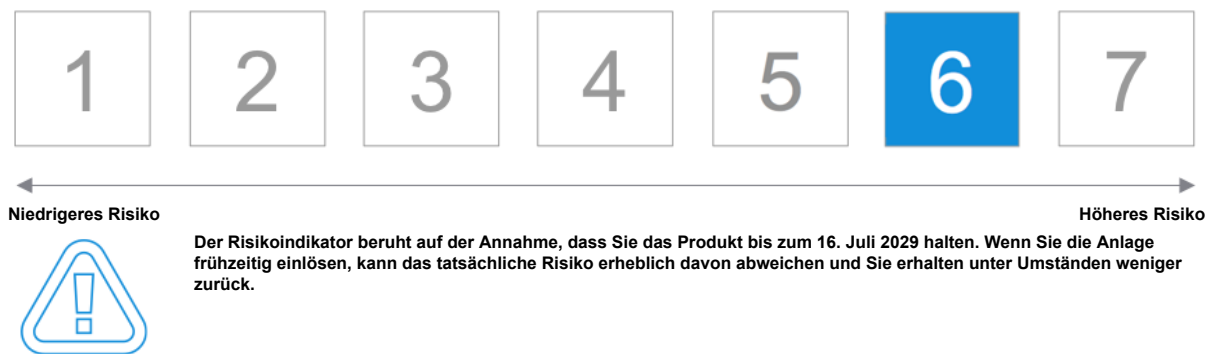 1 2 3 4 5 6 7
Niedrigeres Risiko Höheres Risiko
Der Risikoindikator beruht auf der Annahme, dass Sie das Produkt bis zum 16. Juli 2029 halten. Wenn Sie die Anlage
frühzeitig einlösen, kann das tatsächliche Risiko erheblich davon abweichen und Sie erhalten unter Umständen weniger
zurück.